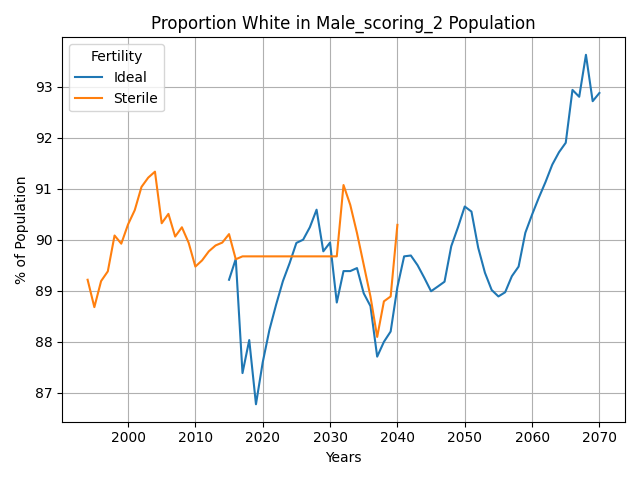 Proportion White in Male_scoring_2 Population
Fertility
Ideal
Sterile
93
92
91
90
89
88
87
% of Population
2000 2010 2020 2030 2040 2050 2060 2070
Years